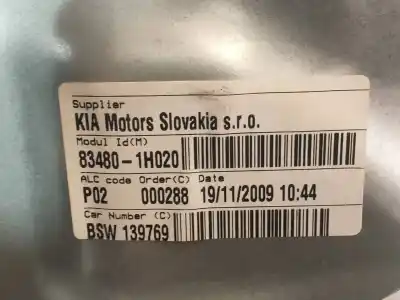 Supplier
KIA Motors Slovakia s.r.o.
Modul Id(M)
83480-1H020
ALC code Order(C) Date
P02 000288 19/11/2009 10:44
Car Number (C)
BSW 139769